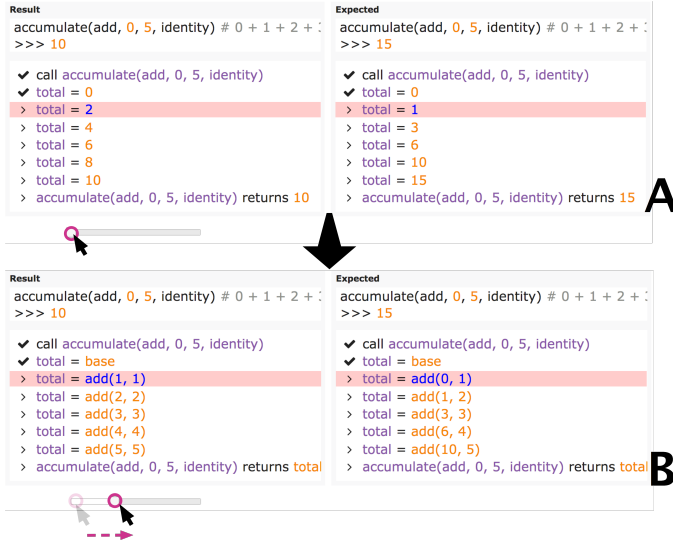 Result
accumulate(add, 0, 5, identity) # 0 + 1 + 2 +
>>> 10
✔ call accumulate(add, 0, 5, identity)
✔ total = 0
> total = 2
> total = 4
> total = 6
> total = 8
> total = 10
> accumulate(add, 0, 5, identity) returns 10
Expected
accumulate(add, 0, 5, identity) # 0 + 1 + 2 +
>>> 15
✔ call accumulate(add, 0, 5, identity)
✔ total = 0
> total = 1
> total = 3
> total = 6
> total = 10
> total = 15
> accumulate(add, 0, 5, identity) returns 15
A
Result
accumulate(add, 0, 5, identity) # 0 + 1 + 2 +
>>> 10
✔ call accumulate(add, 0, 5, identity)
✔ total = base
> total = add(1, 1)
> total = add(2, 2)
> total = add(3, 3)
> total = add(4, 4)
> total = add(5, 5)
> accumulate(add, 0, 5, identity) returns total
Expected
accumulate(add, 0, 5, identity) # 0 + 1 + 2 +
>>> 15
✔ call accumulate(add, 0, 5, identity)
✔ total = base
> total = add(0, 1)
> total = add(1, 2)
> total = add(3, 3)
> total = add(6, 4)
> total = add(10, 5)
> accumulate(add, 0, 5, identity) returns total
B